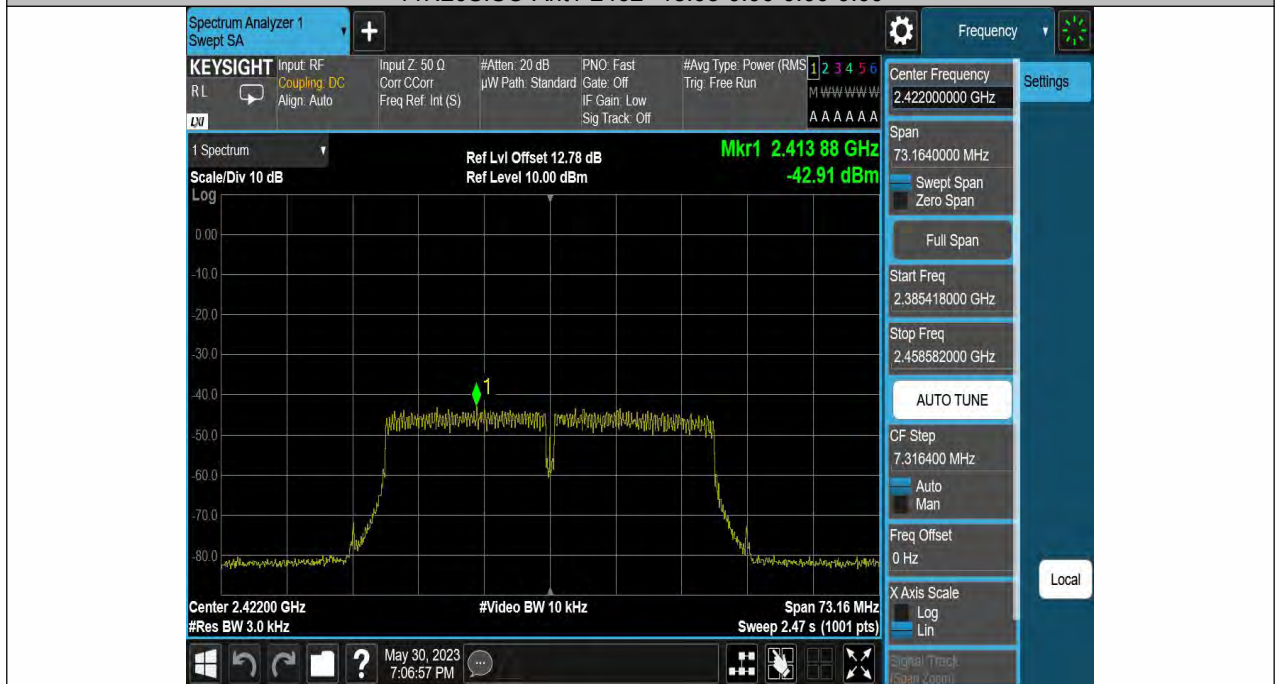 Spectrum Analyzer 1
Swept SA
Frequency
KEYSIGHT
R L
LXI
Input: RF
Coupling: DC
Align: Auto
Input Z: 50 Ω
Corr CCorr
Freq Ref: Int (S)
#Atten: 20 dB
µW Path: Standard
PNO: Fast
Gate: Off
IF Gain: Low
Sig Track: Off
#Avg Type: Power (RMS
Trig: Free Run
1 2 3 4 5 6
M W W W W W
A A A A A A
1 Spectrum
Scale/Div 10 dB
Ref Lvl Offset 12.78 dB
Ref Level 10.00 dBm
Mkr1 2.413 88 GHz
-42.91 dBm
Log
0.00
-10.0
-20.0
-30.0
-40.0
-50.0
-60.0
-70.0
-80.0
1
Center 2.42200 GHz
#Video BW 10 kHz
Span 73.16 MHz
#Res BW 3.0 kHz
Sweep 2.47 s (1001 pts)
Center Frequency
2.422000000 GHz
Settings
Span
73.1640000 MHz
Swept Span
Zero Span
Full Span
Start Freq
2.385418000 GHz
Stop Freq
2.458582000 GHz
AUTO TUNE
CF Step
7.316400 MHz
Auto
Man
Freq Offset
0 Hz
Local
X Axis Scale
Log
Lin
Signal Track
(Span Zoom)
?
May 30, 2023
7:06:57 PM